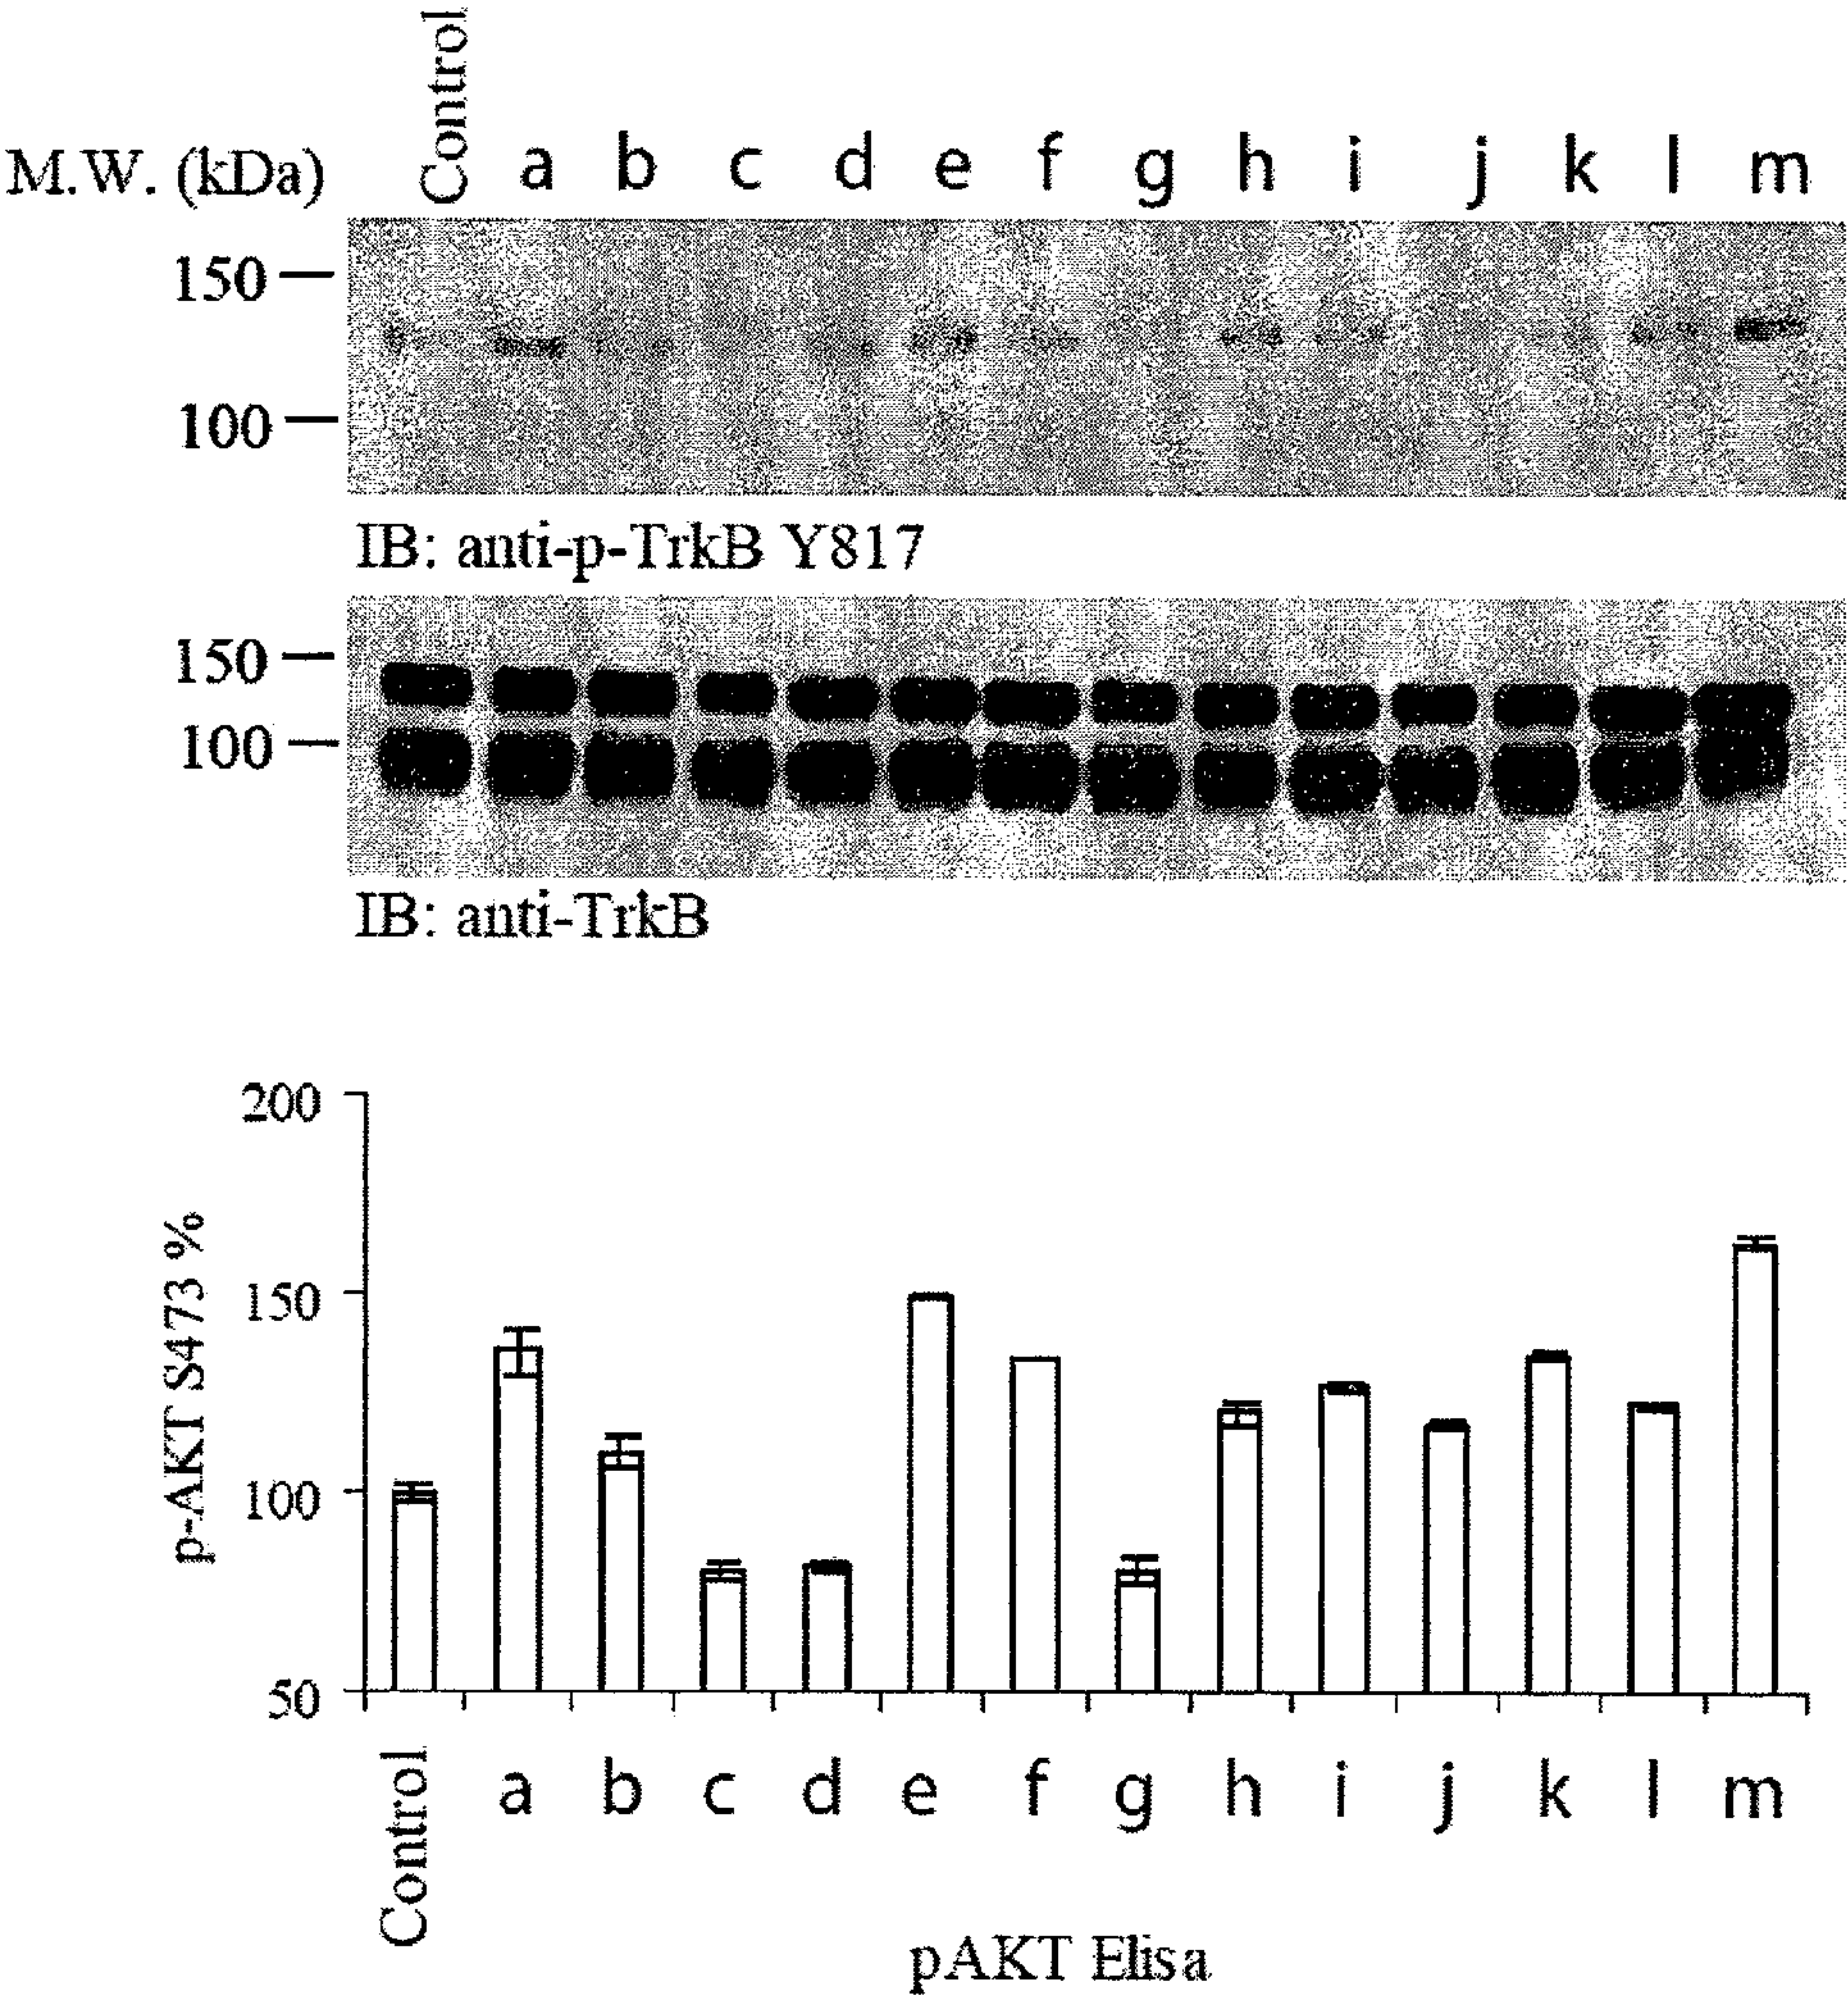 Control
M.W. (kDa) a b c d e f g h i j k l m
150
100
IB: anti-p-TrkB Y817
150
100
IB: anti-TrkB
200
150
100
50
p-AKT S473 %
Control a b c d e f g h i j k l m
pAKT Elisa